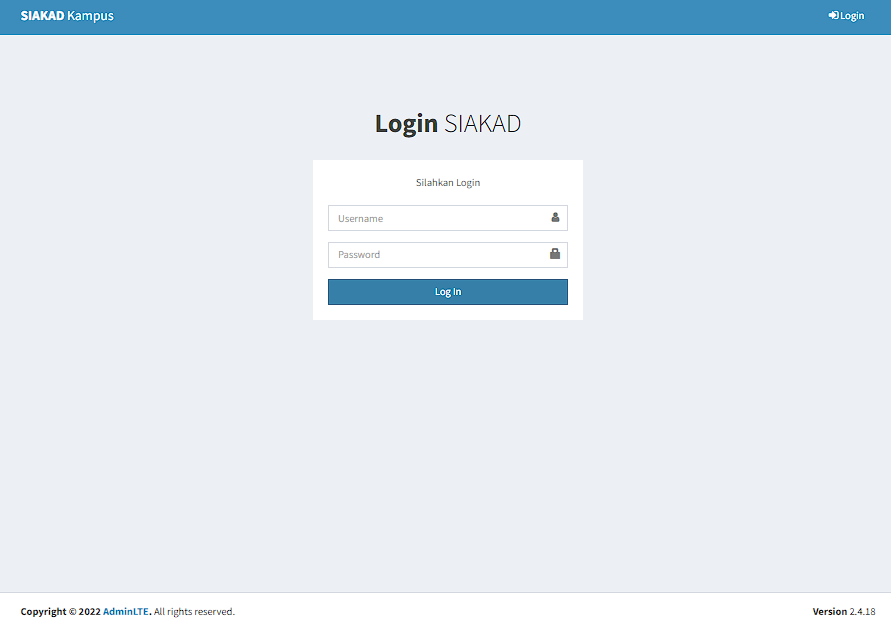 SIAKAD Kampus
Login
Login SIAKAD
Silahkan Login
Username
Password
Log In
Copyright © 2022 AdminLTE. All rights reserved.
Version 2.4.18